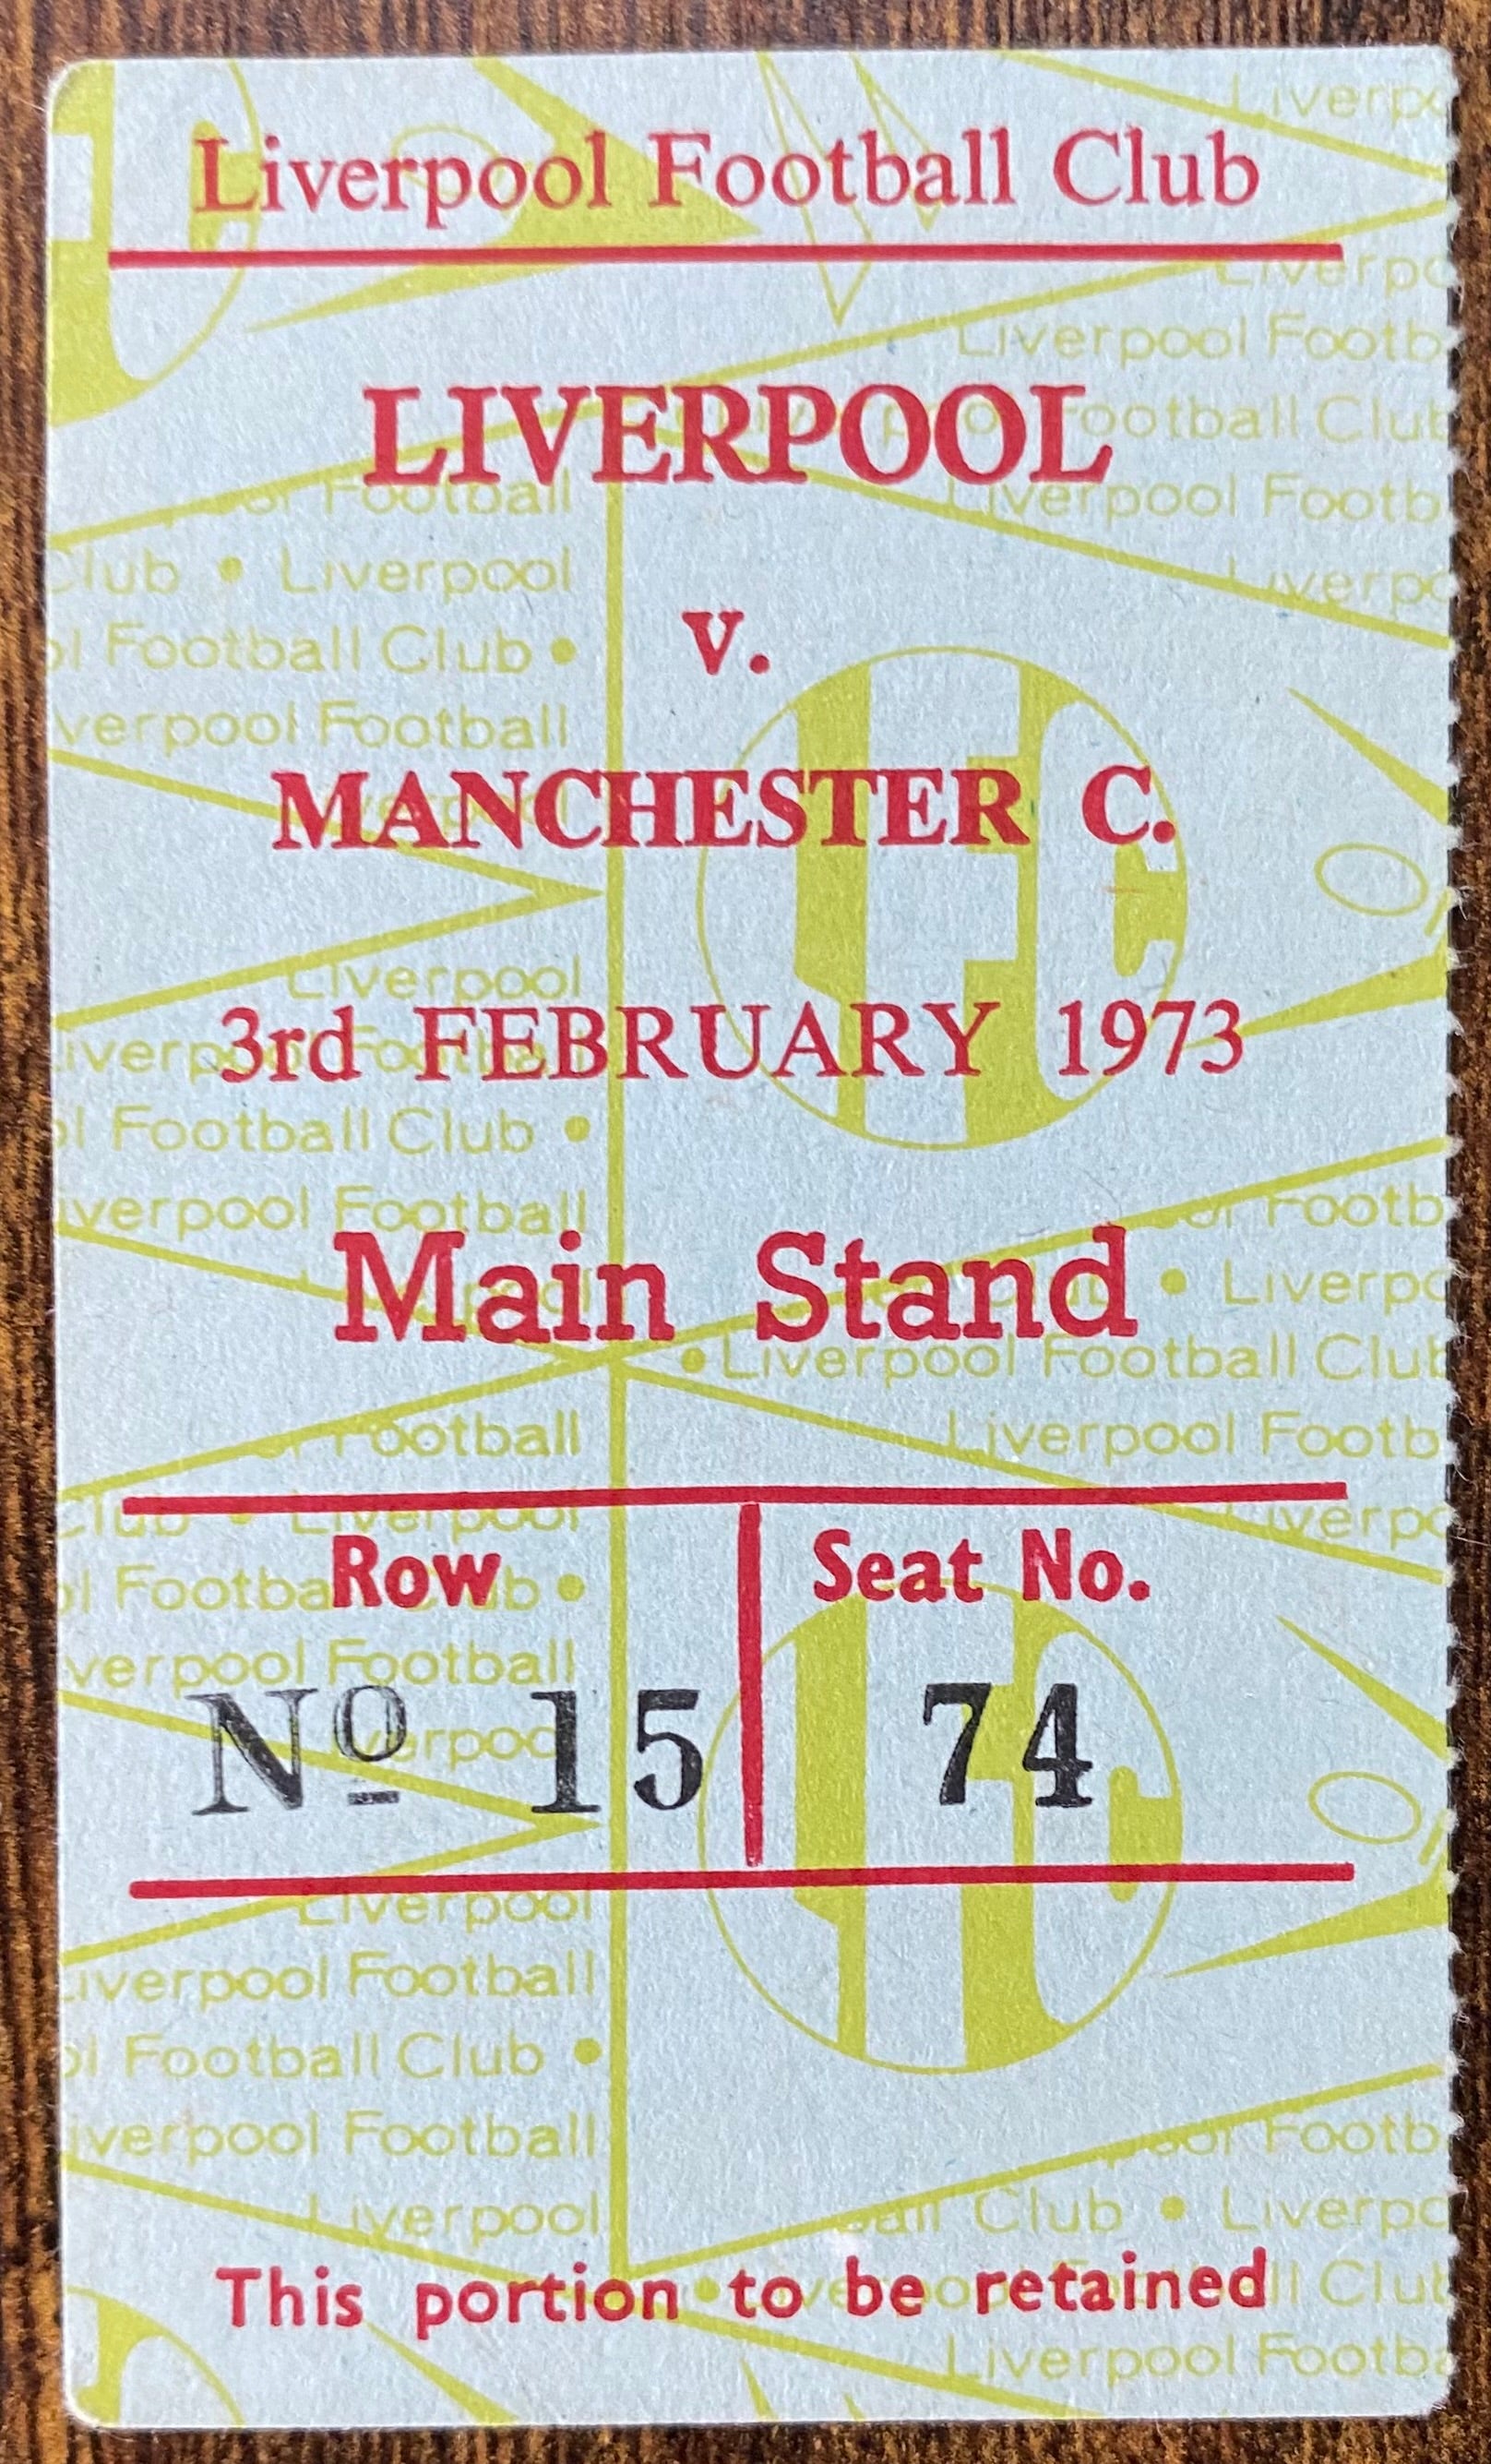 Liverpool Football Club
LIVERPOOL
v.
MANCHESTER C.
3rd FEBRUARY 1973
Main Stand
Row Seat No.
Nº 15 74
This portion to be retained